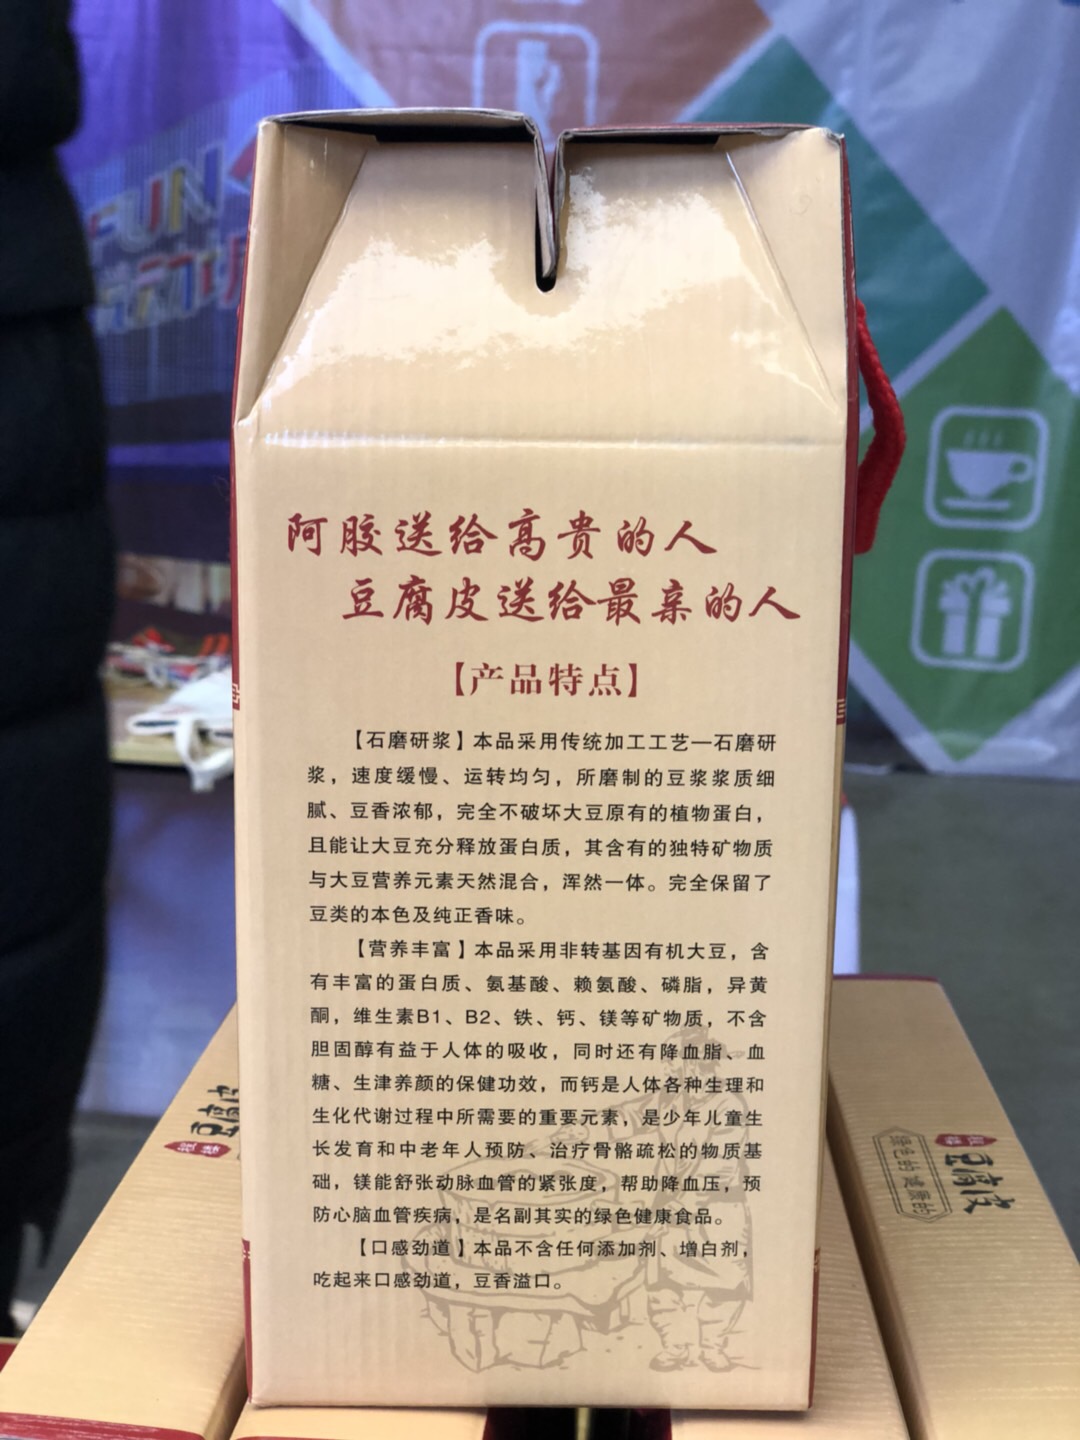 阿胶送给高贵的人
豆腐皮送给最亲的人
【产品特点】
【石磨研浆】本品采用传统加工工艺—石磨研
浆，速度缓慢、运转均匀，所磨制的豆浆浆质细
腻、豆香浓郁，完全不破坏大豆原有的植物蛋白，
且能让大豆充分释放蛋白质，其含有的独特矿物质
与大豆营养元素天然混合，浑然一体。完全保留了
豆类的本色及纯正香味。
【营养丰富】本品采用非转基因有机大豆，含
有丰富的蛋白质、氨基酸、赖氨酸、磷脂，异黄
酮，维生素B1、B2、铁、钙、镁等矿物质，不含
胆固醇有益于人体的吸收，同时还有降血脂、血
糖、生津养颜的保健功效，而钙是人体各种生理和
生化代谢过程中所需要的重要元素，是少年儿童生
长发育和中老年人预防、治疗骨骼疏松的物质基
础，镁能舒张动脉血管的紧张度，帮助降血压，预
防心脑血管疾病，是名副其实的绿色健康食品。
【口感劲道】本品不含任何添加剂、增白剂，
吃起来口感劲道，豆香溢口。
豆腐皮
绿色的 健康的
FUN